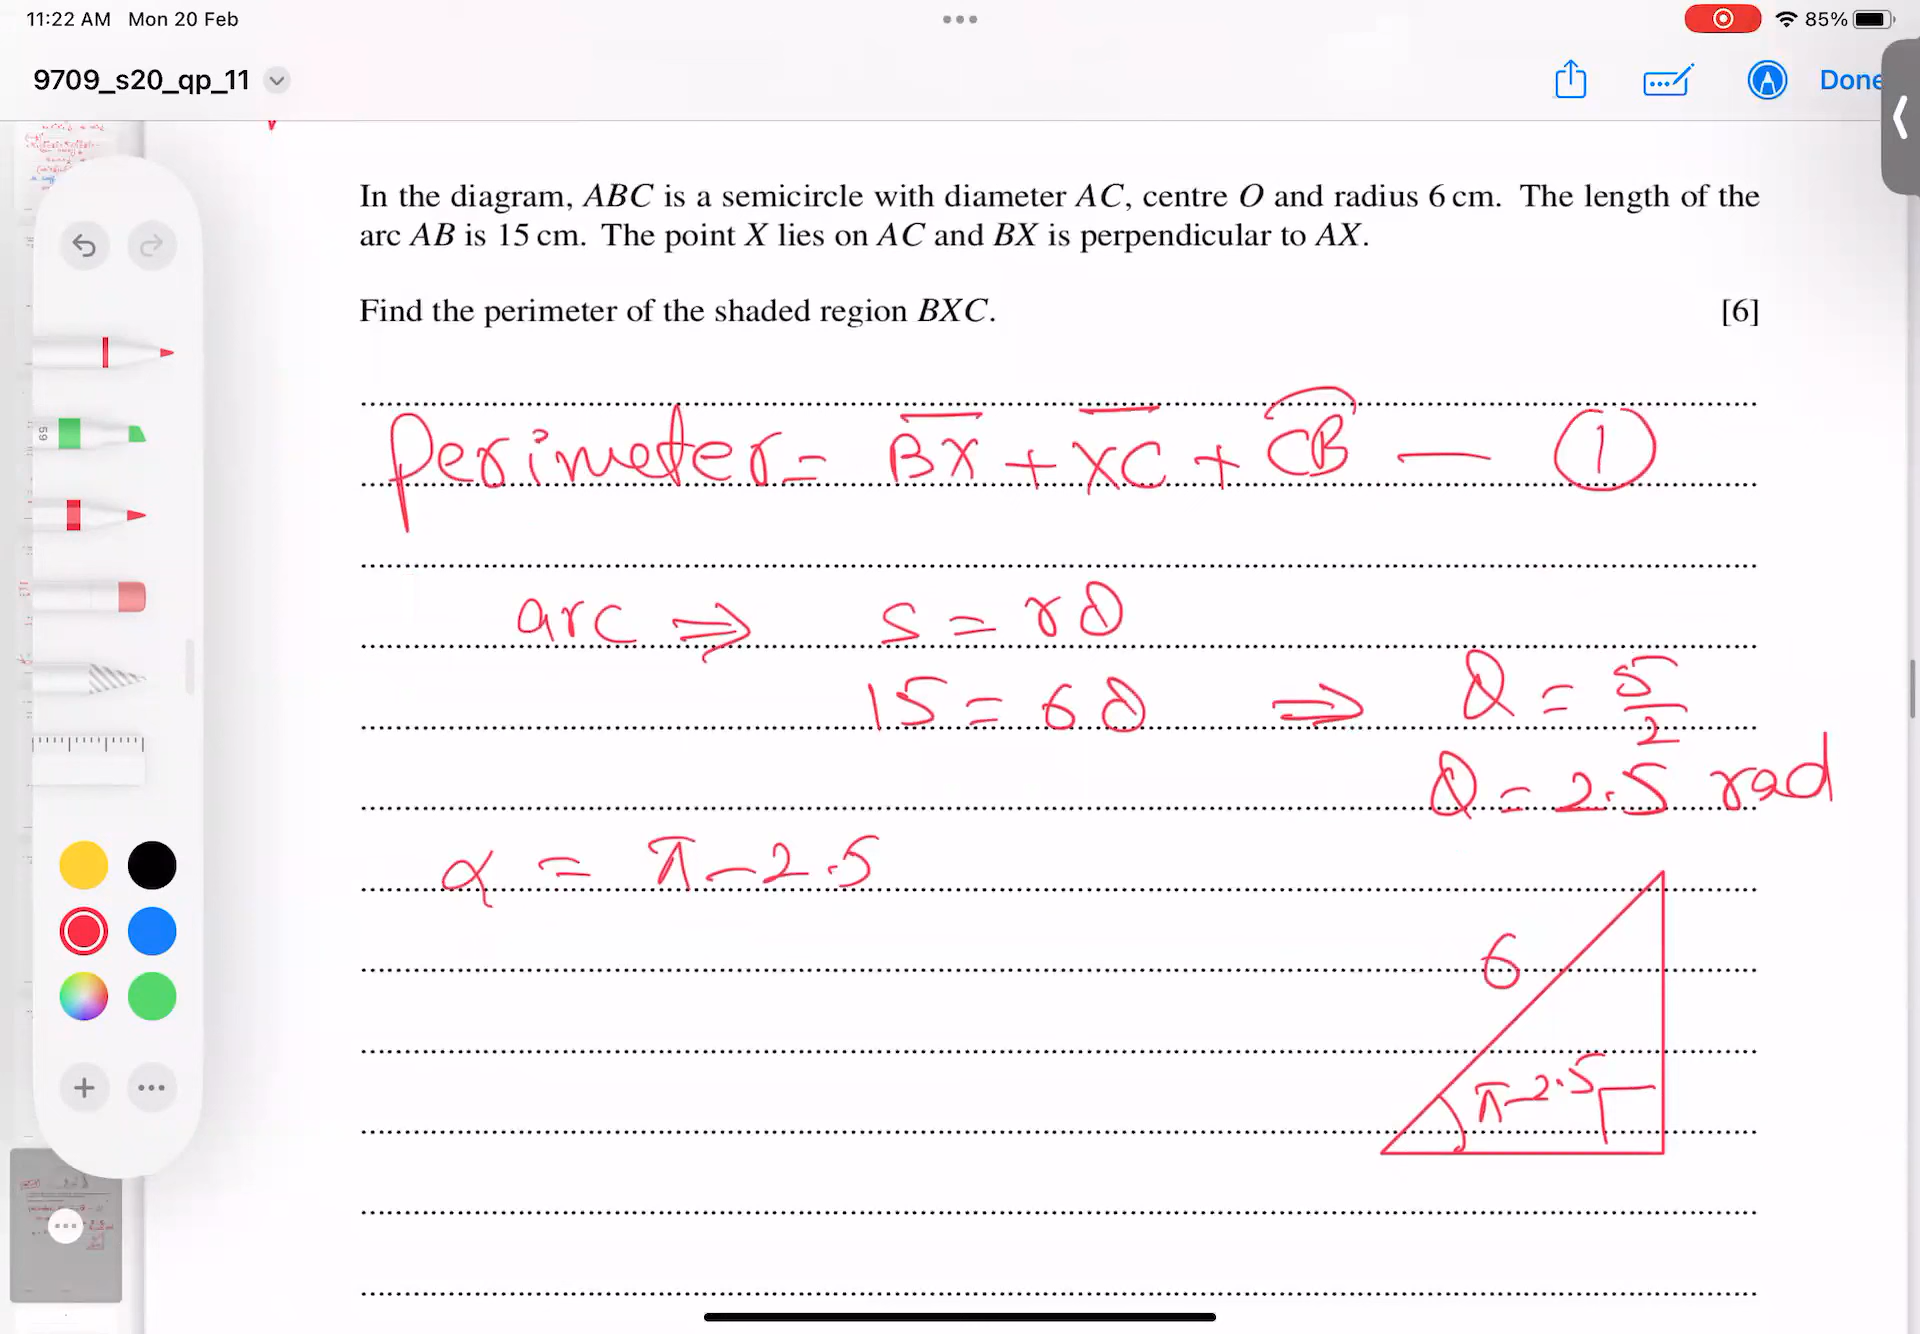 11:22 AM Mon 20 Feb
85%
9709_s20_qp_11
Done
In the diagram, ABC is a semicircle with diameter AC, centre O and radius 6 cm. The length of the
arc AB is 15 cm. The point X lies on AC and BX is perpendicular to AX.
Find the perimeter of the shaded region BXC. [6]
Perimeter = BX + XC + CB — ①
arc ⇒ s = rθ
15 = 6θ ⇒ θ = 5/2
θ = 2.5 rad
α = π – 2.5
6
π – 2.5
59